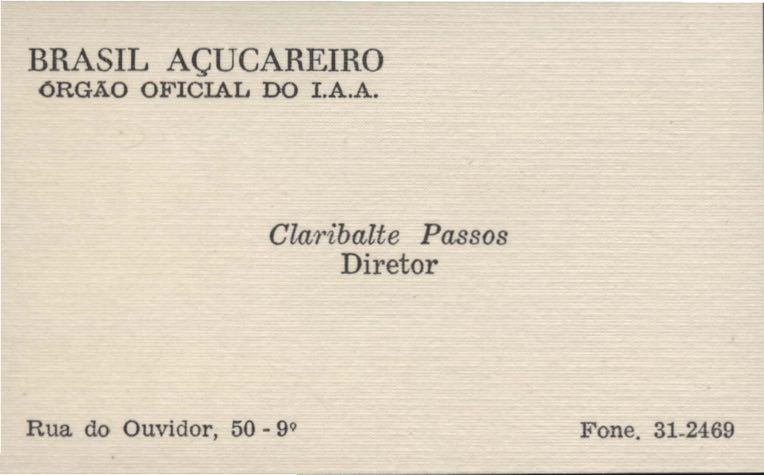 BRASIL AÇUCAREIRO
ÓRGÃO OFICIAL DO I.A.A.
Claribalte Passos
Diretor
Rua do Ouvidor, 50 - 9º
Fone. 31-2469